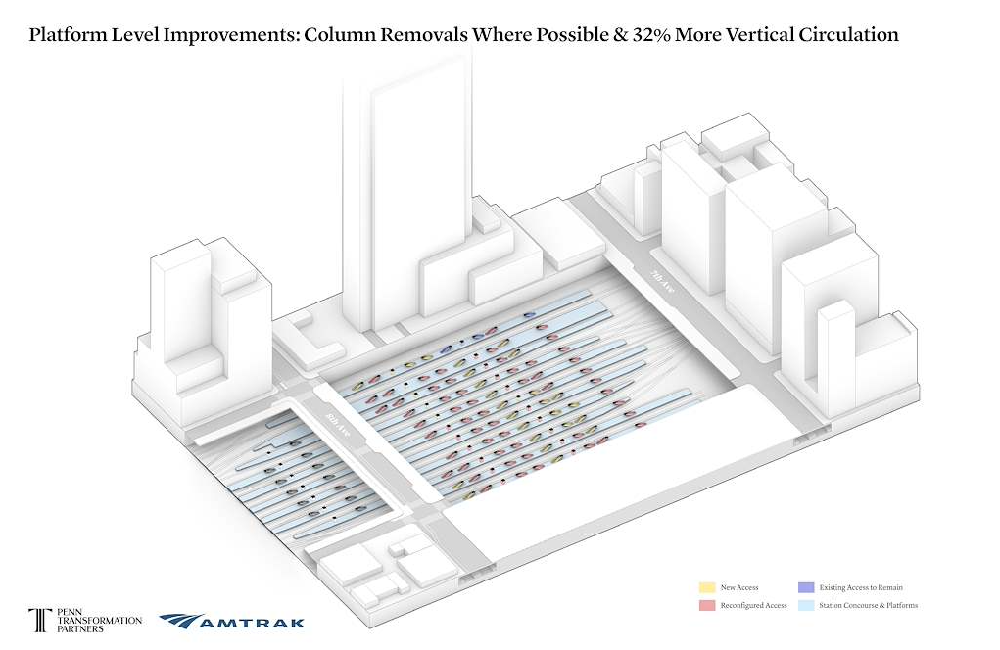 Platform Level Improvements: Column Removals Where Possible & 32% More Vertical Circulation
7th Ave
8th Ave
New Access
Existing Access to Remain
Reconfigured Access
Station Concourse & Platforms
PENN
TRANSFORMATION
PARTNERS
AMTRAK